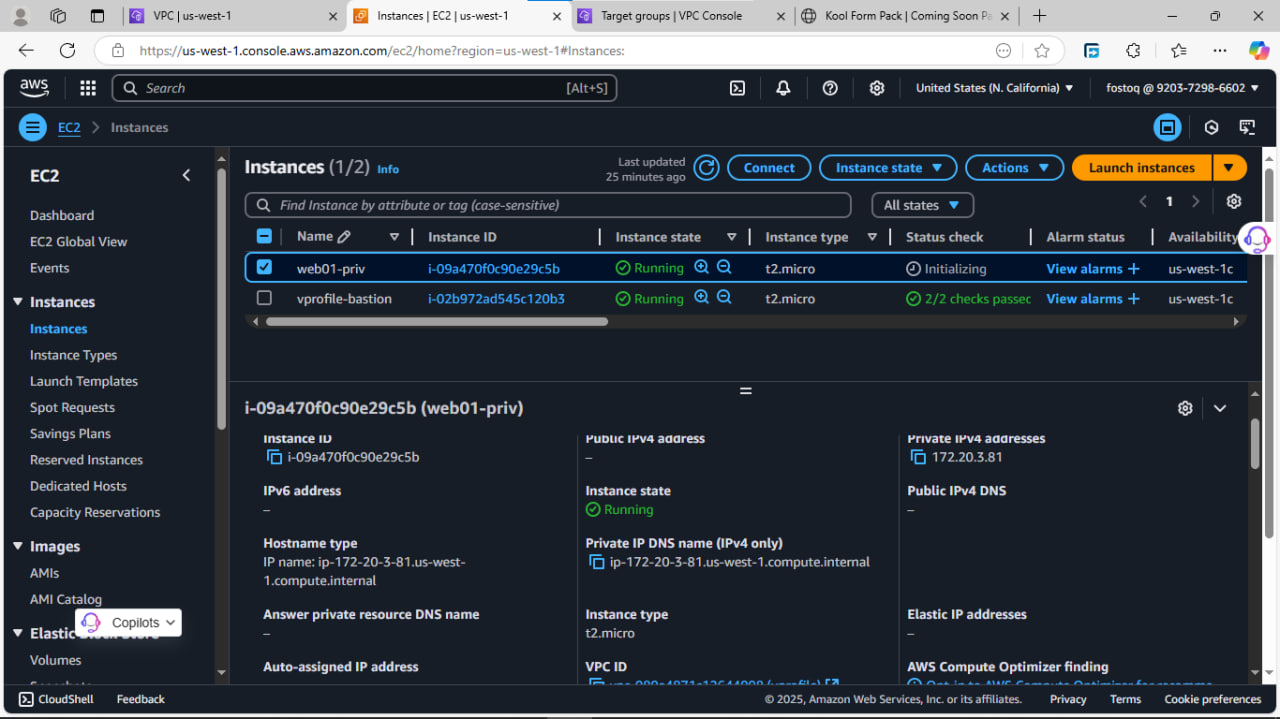 VPC | us-west-1
Instances | EC2 | us-west-1
Target groups | VPC Console
Kool Form Pack | Coming Soon Pa
https://us-west-1.console.aws.amazon.com/ec2/home?region=us-west-1#Instances:
aws
Search
[Alt+S]
United States (N. California)
fostoq @ 9203-7298-6602
EC2
Instances
EC2
Dashboard
EC2 Global View
Events
Instances
Instances
Instance Types
Launch Templates
Spot Requests
Savings Plans
Reserved Instances
Dedicated Hosts
Capacity Reservations
Images
AMIs
AMI Catalog
Copilots
Elastic Block Store
Volumes
Instances (1/2) Info
Last updated
25 minutes ago
Connect
Instance state
Actions
Launch instances
Find Instance by attribute or tag (case-sensitive)
All states
1
Name
Instance ID
Instance state
Instance type
Status check
Alarm status
Availability
web01-priv
i-09a470f0c90e29c5b
Running
t2.micro
Initializing
View alarms +
us-west-1c
vprofile-bastion
i-02b972ad545c120b3
Running
t2.micro
2/2 checks passec
View alarms +
us-west-1c
i-09a470f0c90e29c5b (web01-priv)
Instance ID
i-09a470f0c90e29c5b
Public IPv4 address
–
Private IPv4 addresses
172.20.3.81
IPv6 address
–
Instance state
Running
Public IPv4 DNS
–
Hostname type
IP name: ip-172-20-3-81.us-west-
1.compute.internal
Private IP DNS name (IPv4 only)
ip-172-20-3-81.us-west-1.compute.internal
Answer private resource DNS name
–
Instance type
t2.micro
Elastic IP addresses
–
Auto-assigned IP address
VPC ID
AWS Compute Optimizer finding
CloudShell
Feedback
© 2025, Amazon Web Services, Inc. or its affiliates.
Privacy
Terms
Cookie preferences